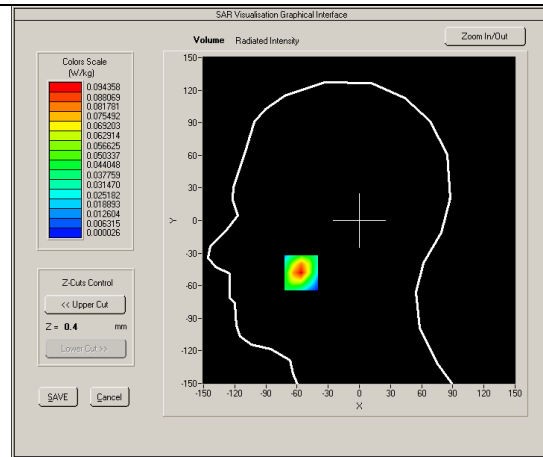 SAR Visualisation Graphical Interface
Volume Radiated Intensity
Zoom In/Out
Colors Scale
(W/kg)
0.094358
0.088069
0.081781
0.075492
0.069203
0.062914
0.056625
0.050337
0.044048
0.037759
0.031470
0.025182
0.018893
0.012604
0.006315
0.000026
Z-Cuts Control
<< Upper Cut
Z = 0.4 mm
Lower Cut >>
SAVE Cancel
150
120
90
60
30
0
-30
-60
-90
-120
-150
Y
-150 -120 -90 -60 -30 0 30 60 90 120 150
X